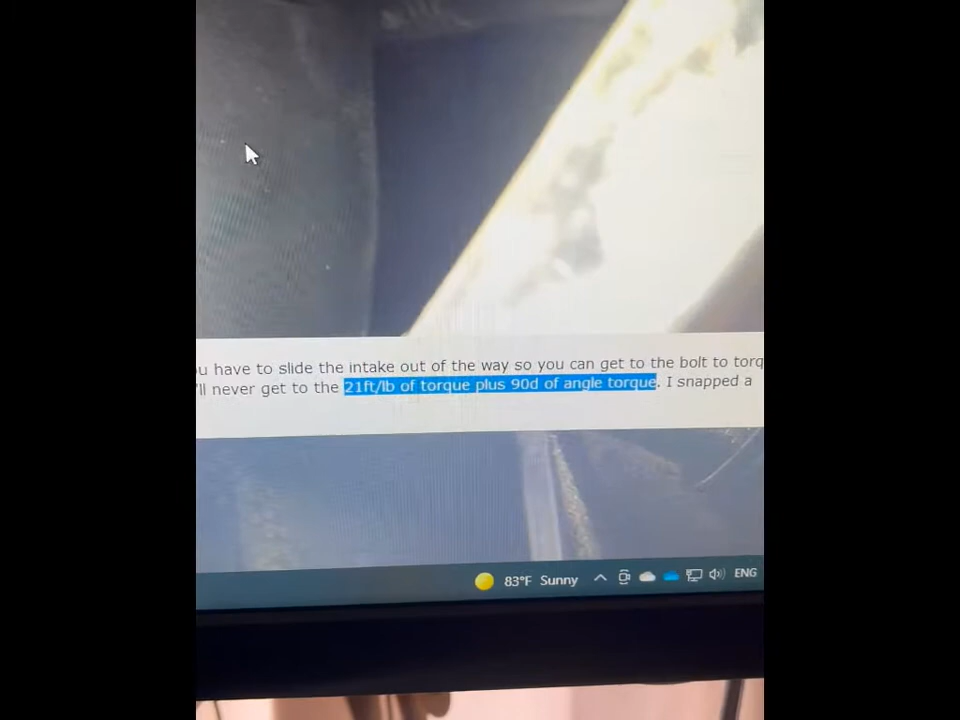 u have to slide the intake out of the way so you can get to the bolt to torq
'll never get to the 21ft/lb of torque plus 90d of angle torque. I snapped a
83°F Sunny
ENG